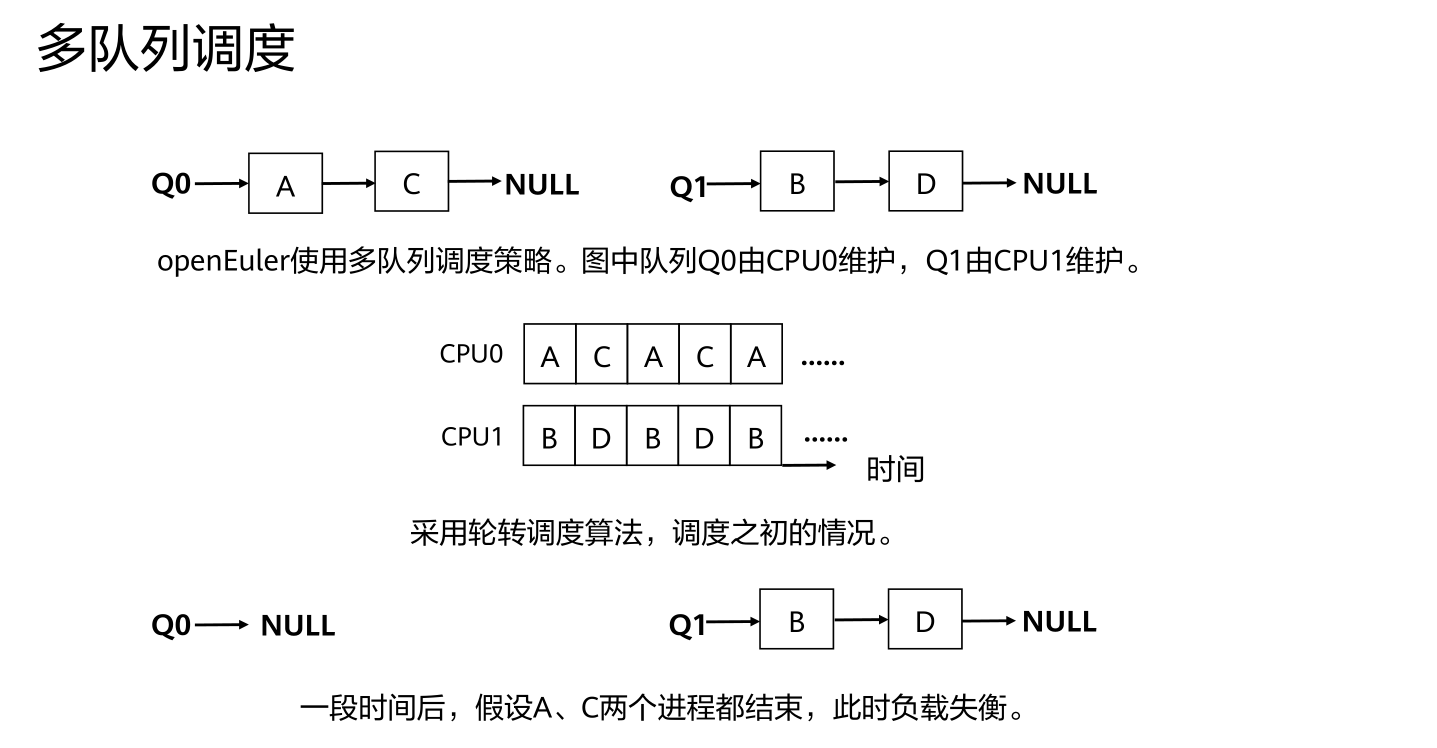 多队列调度
Q0 A C NULL Q1 B D NULL
openEuler使用多队列调度策略。图中队列Q0由CPU0维护，Q1由CPU1维护。
CPU0 A C A C A ······
CPU1 B D B D B ······
时间
采用轮转调度算法，调度之初的情况。
Q0 NULL Q1 B D NULL
一段时间后，假设A、C两个进程都结束，此时负载失衡。